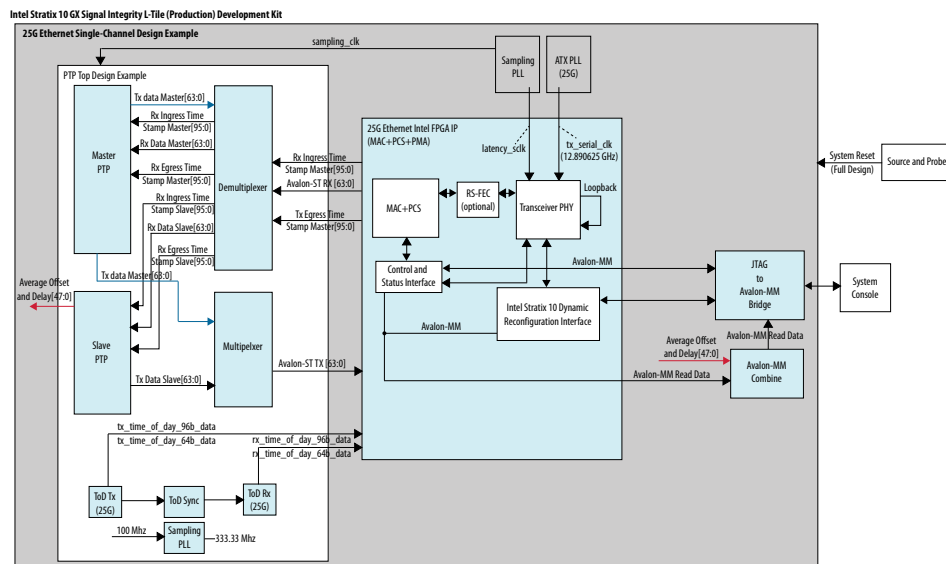 Intel Stratix 10 GX Signal Integrity L-Tile (Production) Development Kit
25G Ethernet Single-Channel Design Example
sampling_clk
Sampling
PLL
ATX PLL
(25G)
PTP Top Design Example
Tx data Master[63:0]
Rx Ingress Time
Stamp Master[95:0]
Rx Data Master[63:0]
Rx Egress Time
Stamp Master[95:0]
Rx Ingress Time
Stamp Slave[95:0]
Rx Data Slave[63:0]
Rx Egress Time
Stamp Slave[95:0]
Master
PTP
Demultiplexer
Tx data Master[63:0]
Average Offset
and Delay[47:0]
Slave
PTP
Multipelxer
Tx Data Slave[63:0]
Rx Ingress Time
Stamp Master[95:0]
Avalon-ST RX [63:0]
Tx Egress Time
Stamp Master[95:0]
Avalon-ST TX [63:0]
25G Ethernet Intel FPGA IP
(MAC+PCS+PMA)
latency_sclk
tx_serial_clk
(12.890625 GHz)
MAC+PCS
RS-FEC
(optional)
Transceiver PHY
Loopback
Control and
Status Interface
Avalon-MM
Intel Stratix 10 Dynamic
Reconfiguration Interface
Avalon-MM
Avalon-MM Read Data
System Reset
(Full Design)
Source and Probe
JTAG
to
Avalon-MM
Bridge
System
Console
Avalon-MM Read Data
Average Offset
and Delay[47:0]
Avalon-MM
Combine
tx_time_of_day_96b_data
tx_time_of_day_64b_data
rx_time_of_day_96b_data
rx_time_of_day_64b_data
ToD Tx
(25G)
ToD Sync
ToD Rx
(25G)
100 Mhz
Sampling
PLL
333.33 Mhz